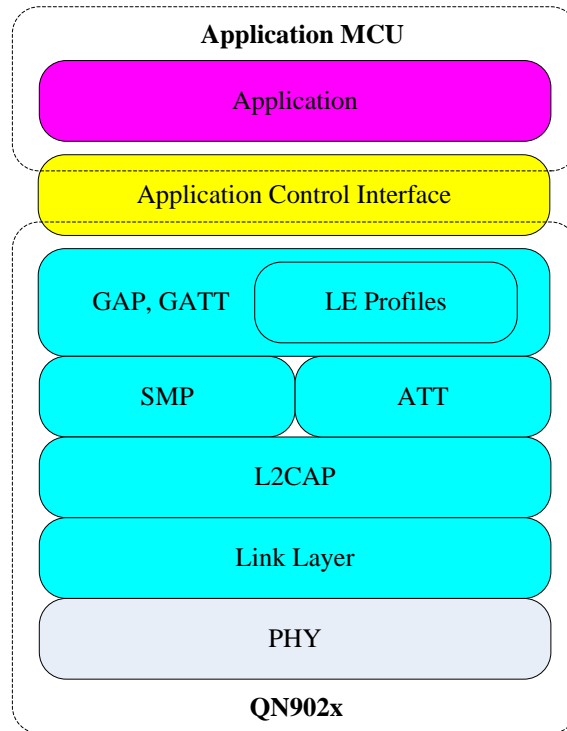 Application MCU
Application
Application Control Interface
GAP, GATT
LE Profiles
SMP
ATT
L2CAP
Link Layer
PHY
QN902x